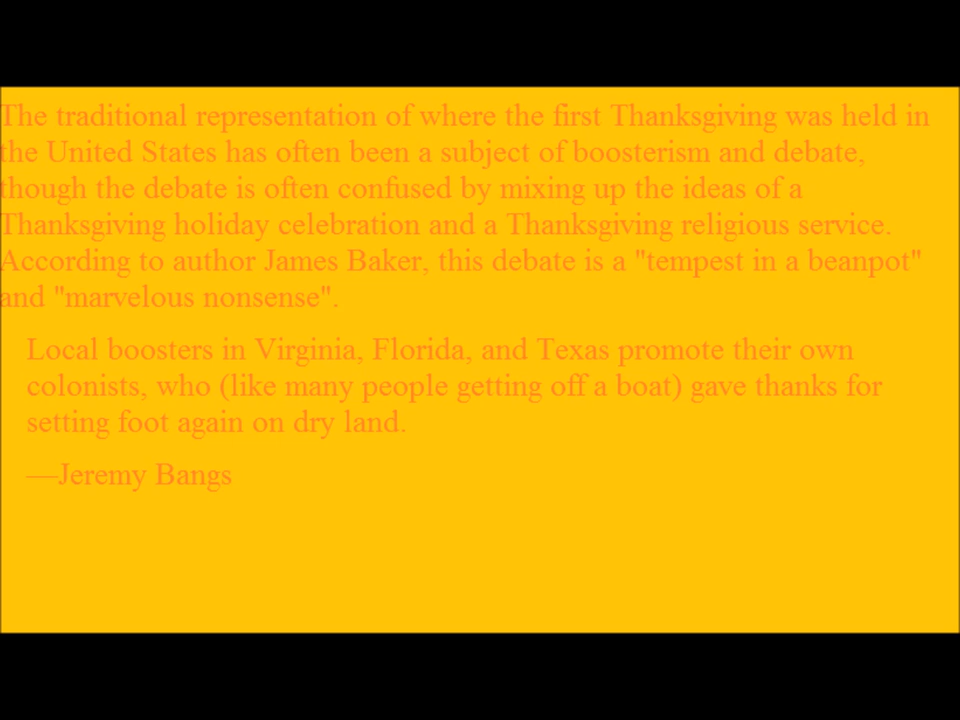 The traditional representation of where the first Thanksgiving was held in
the United States has often been a subject of boosterism and debate,
though the debate is often confused by mixing up the ideas of a
Thanksgiving holiday celebration and a Thanksgiving religious service.
According to author James Baker, this debate is a "tempest in a beanpot"
and "marvelous nonsense".
Local boosters in Virginia, Florida, and Texas promote their own
colonists, who (like many people getting off a boat) gave thanks for
setting foot again on dry land.
—Jeremy Bangs